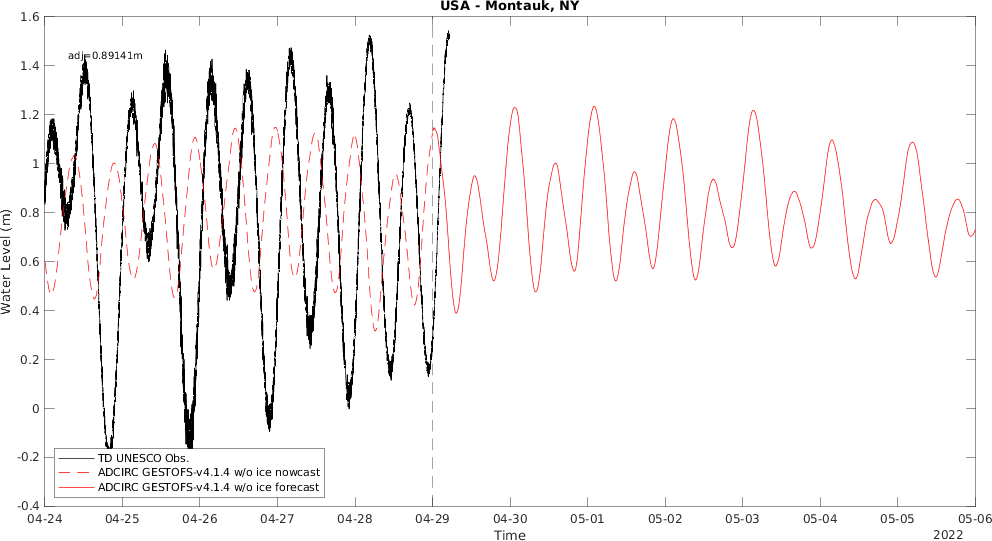 USA - Montauk, NY
adj=0.89141m
Water Level (m)
1.6
1.4
1.2
1
0.8
0.6
0.4
0.2
0
-0.2
-0.4
TD UNESCO Obs.
ADCIRC GESTOFS-v4.1.4 w/o ice nowcast
ADCIRC GESTOFS-v4.1.4 w/o ice forecast
04-24 04-25 04-26 04-27 04-28 04-29 04-30 05-01 05-02 05-03 05-04 05-05 05-06
Time
2022